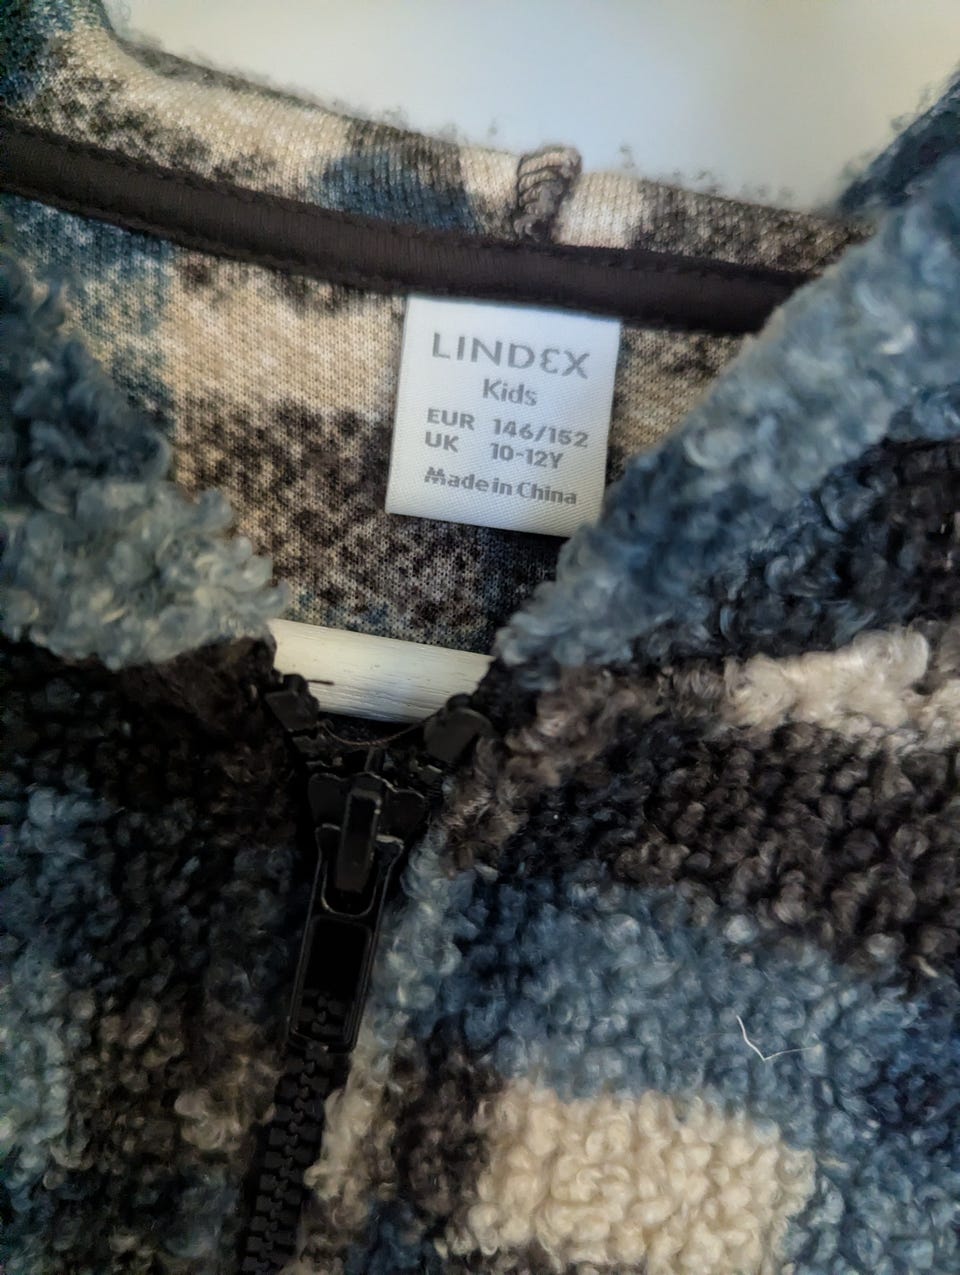 LINDEX
Kids
EUR 146/152
UK 10-12Y
Made in China